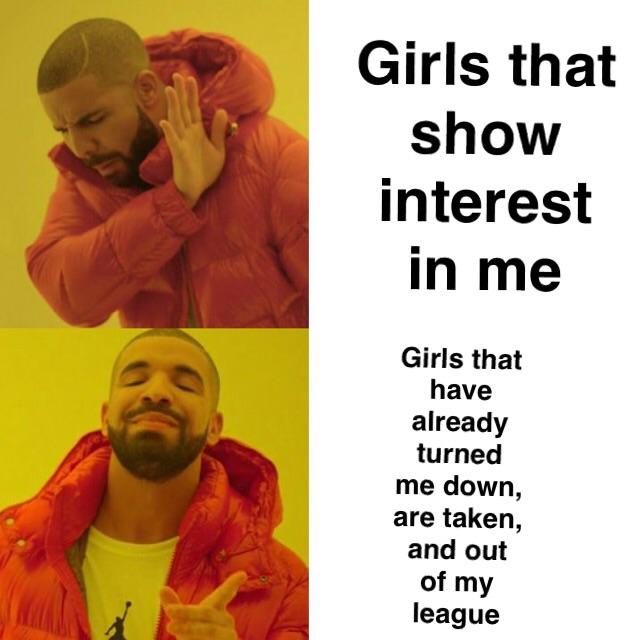 Girls that
show
interest
in me
Girls that
have
already
turned
me down,
are taken,
and out
of my
league